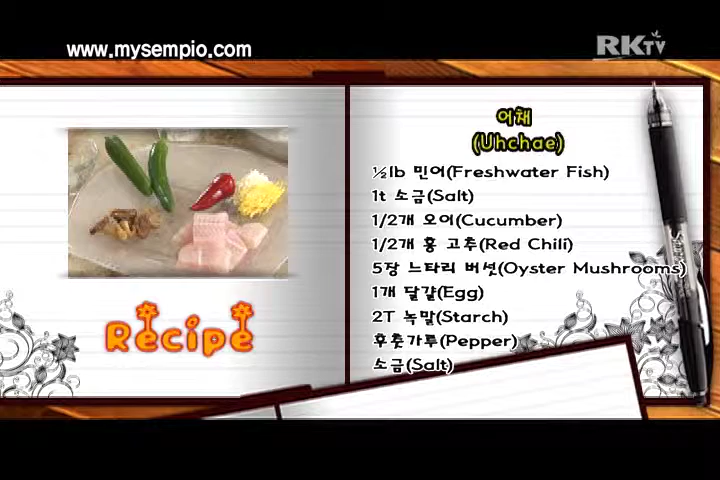 www.mysempio.com
RKTV
어채
(Uhchae)
½lb 민어(Freshwater Fish)
1t 소금(Salt)
1/2개 오이(Cucumber)
1/2개 홍 고추(Red Chili)
5장 느타리 버섯(Oyster Mushrooms)
1개 달걀(Egg)
2T 녹말(Starch)
후춧가루(Pepper)
소금(Salt)
Recipe